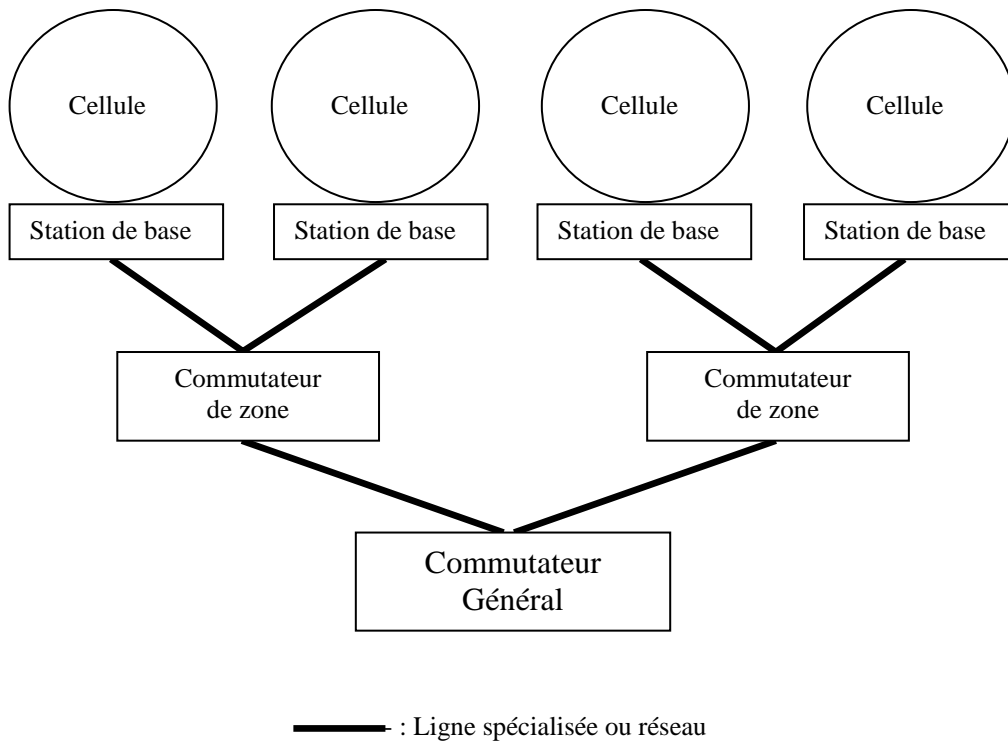 Cellule
Cellule
Cellule
Cellule
Station de base
Station de base
Station de base
Station de base
Commutateur
de zone
Commutateur
de zone
Commutateur
Général
: Ligne spécialisée ou réseau